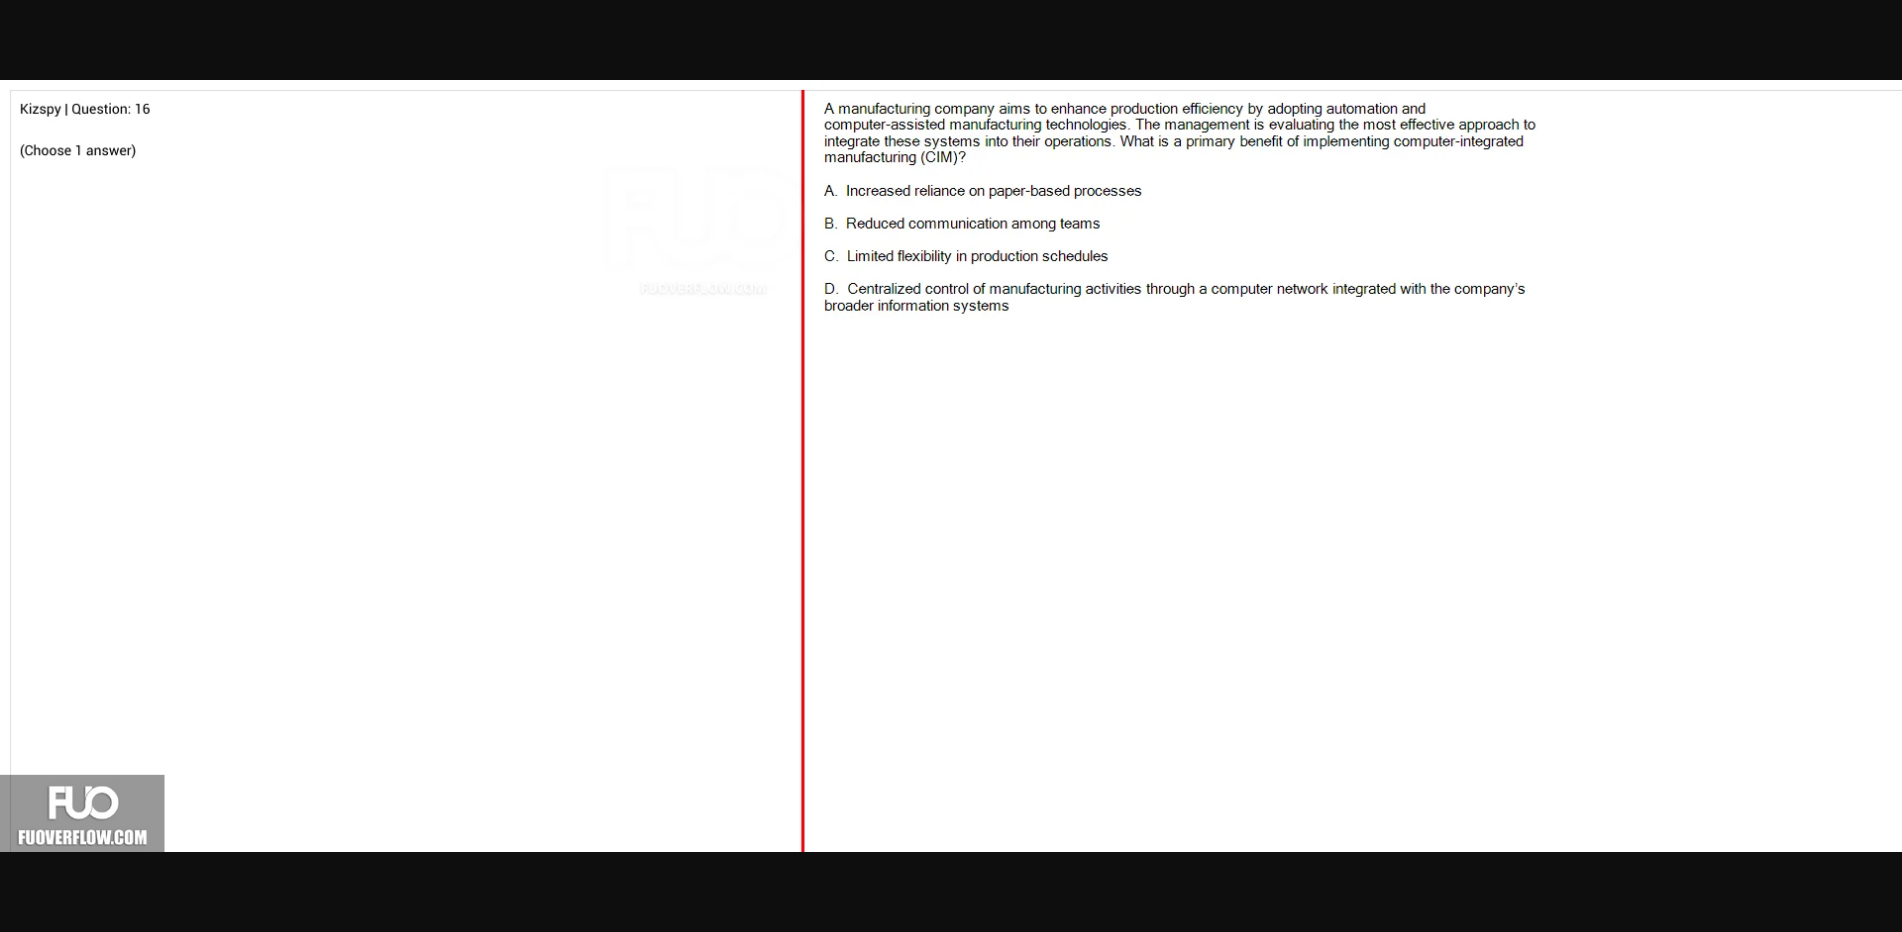 Kizspy | Question: 16
(Choose 1 answer)
A manufacturing company aims to enhance production efficiency by adopting automation and
computer-assisted manufacturing technologies. The management is evaluating the most effective approach to
integrate these systems into their operations. What is a primary benefit of implementing computer-integrated
manufacturing (CIM)?
A. Increased reliance on paper-based processes
B. Reduced communication among teams
C. Limited flexibility in production schedules
D. Centralized control of manufacturing activities through a computer network integrated with the company's
broader information systems
FUO
FUOVERFLOW.COM
FUO
FUOVERFLOW.COM